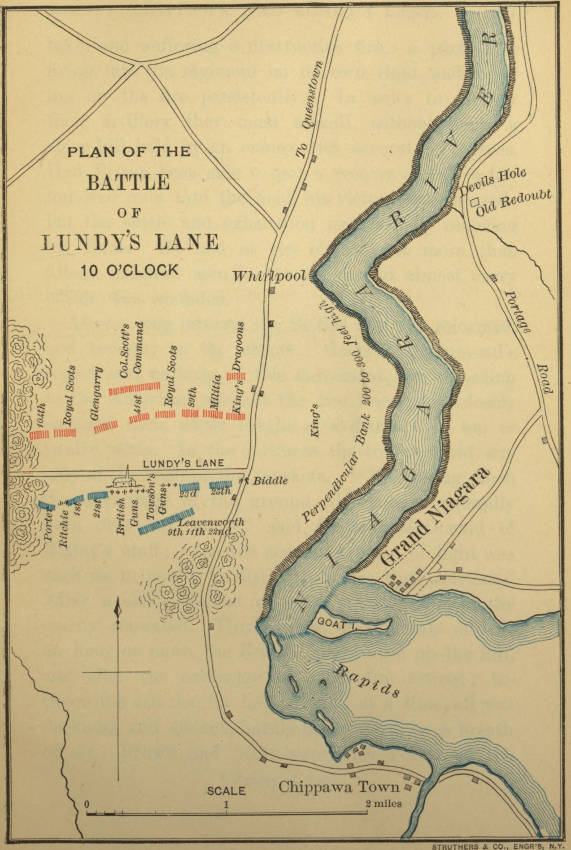 PLAN OF THE
BATTLE
OF
LUNDY'S LANE
10 O'CLOCK
To Queenstown
NIAGARA RIVER
Devils Hole
Old Redoubt
Whirlpool
Portage Road
Perpendicular Bank 200 to 300 feet high
104th
Royal Scots
Glengarry
Col. Scott's
Command
41st
Royal Scots
89th
Militia
King's
Dragoons
King's
LUNDY'S LANE
Biddle
Porter
Ritchie
1st
21st
British
Guns
Towson's
Guns
23d
25th
Leavenworth
9th 11th 22nd
Grand Niagara
GOAT I.
Rapids
Chippawa Town
SCALE
0 1 2 miles
STRUTHERS & CO., ENGR'S, N.Y.